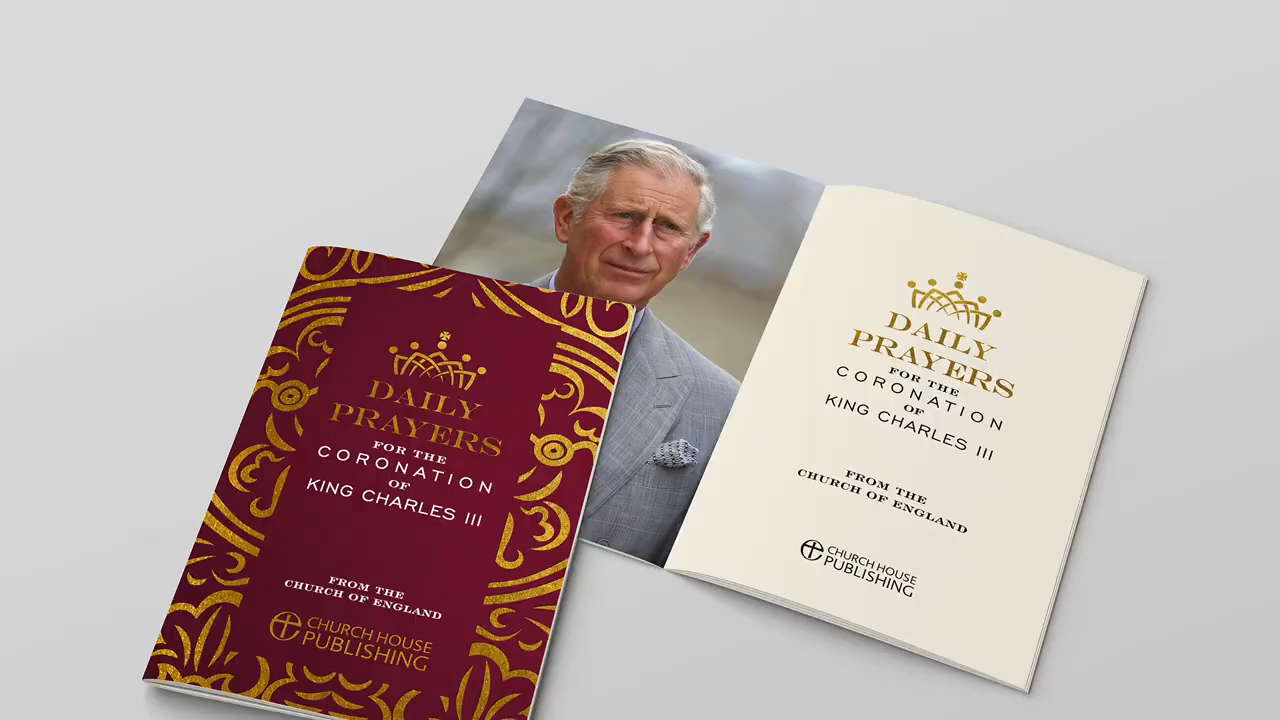 DAILY
PRAYERS
FOR THE
CORONATION
OF
KING CHARLES III
FROM THE
CHURCH OF ENGLAND
CHURCH HOUSE
PUBLISHING
DAILY
PRAYERS
FOR THE
CORONATION
OF
KING CHARLES III
FROM THE
CHURCH OF ENGLAND
CHURCH HOUSE
PUBLISHING